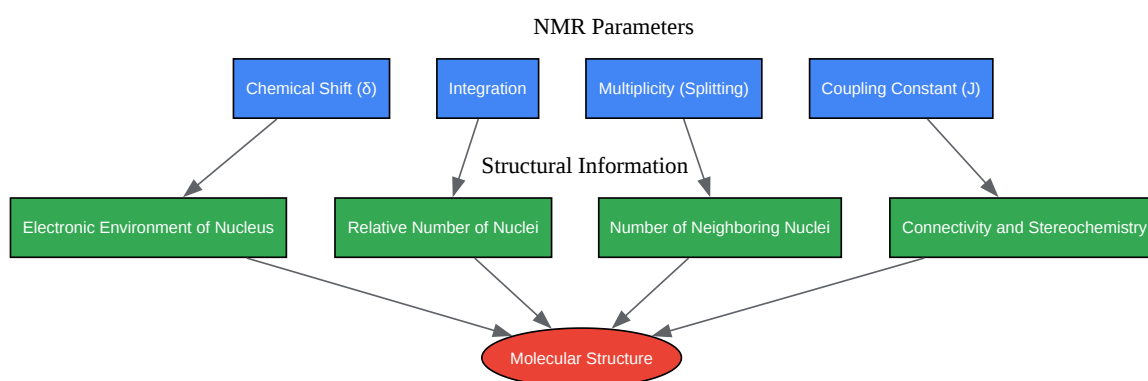 NMR Parameters
Chemical Shift (δ)
Integration
Multiplicity (Splitting)
Coupling Constant (J)
Structural Information
Electronic Environment of Nucleus
Relative Number of Nuclei
Number of Neighboring Nuclei
Connectivity and Stereochemistry
Molecular Structure